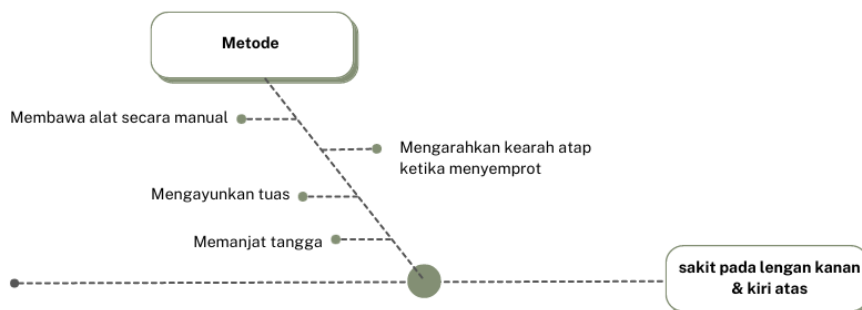 Metode
Membawa alat secara manual
Mengarahkan kearah atap
ketika menyemprot
Mengayunkan tuas
Memanjat tangga
sakit pada lengan kanan
& kiri atas